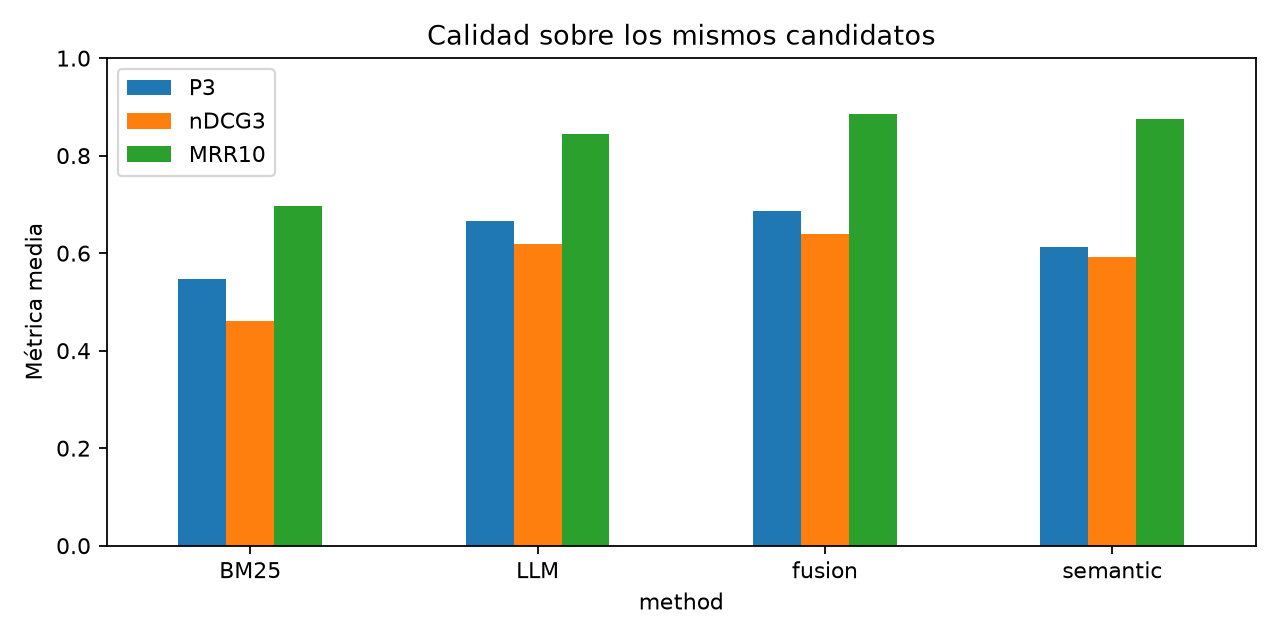 Calidad sobre los mismos candidatos
P3
nDCG3
MRR10
Métrica media
1.0
0.8
0.6
0.4
0.2
0.0
BM25
LLM
fusion
semantic
method